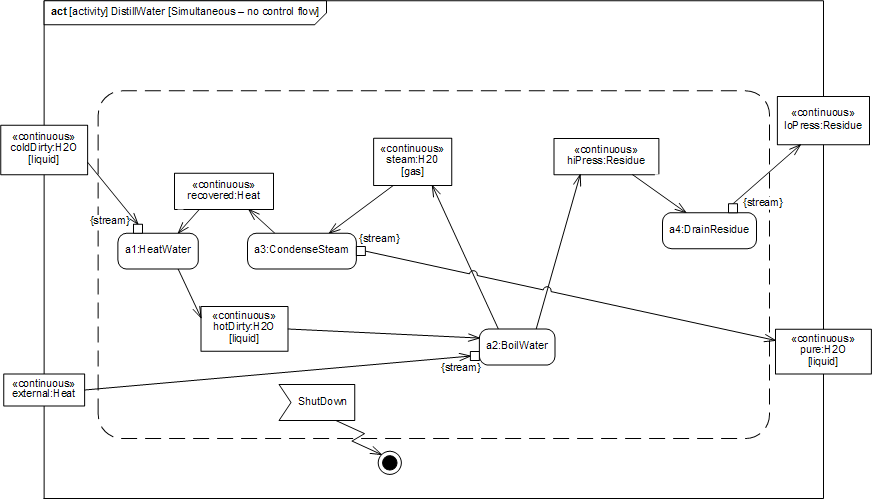 act [activity] DistillWater [Simultaneous – no control flow]
«continuous»
coldDirty:H2O
[liquid]
{stream}
a1:HeatWater
«continuous»
recovered:Heat
a3:CondenseSteam
{stream}
«continuous»
steam:H20
[gas]
«continuous»
hiPress:Residue
«continuous»
loPress:Residue
{stream}
a4:DrainResidue
«continuous»
hotDirty:H2O
[liquid]
a2:BoilWater
{stream}
«continuous»
pure:H2O
[liquid]
«continuous»
external:Heat
ShutDown